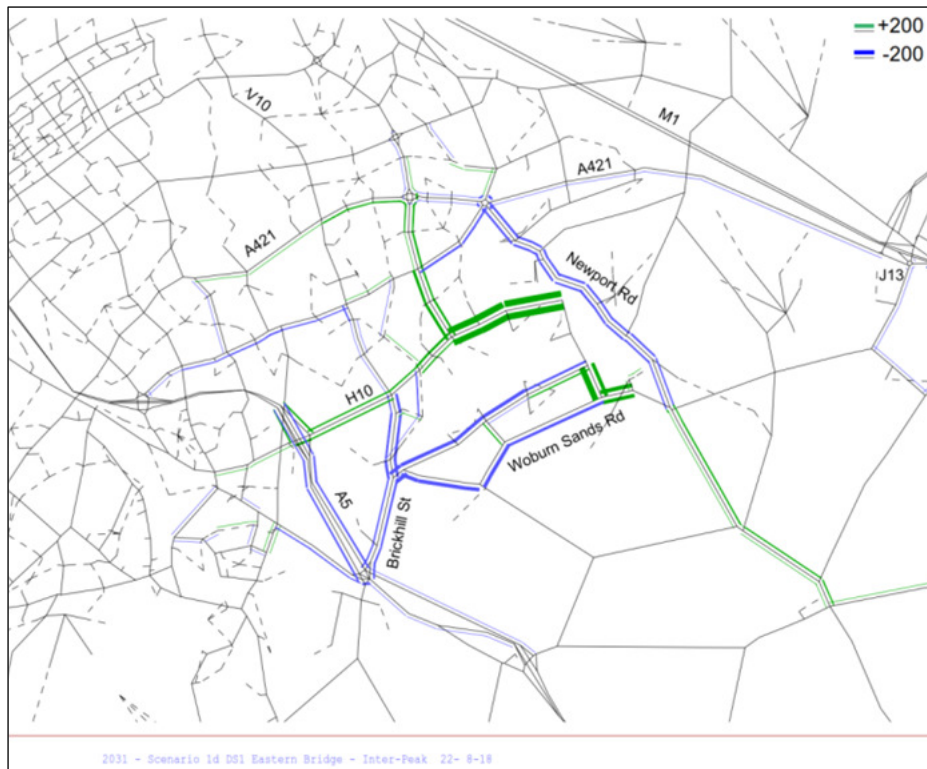 +200
-200
V10
M1
A421
A421
J13
Newport Rd
H10
Woburn Sands Rd
A5
Brickhill St
2031 - Scenario 1d DS1 Eastern Bridge - Inter-Peak 22- 8-18